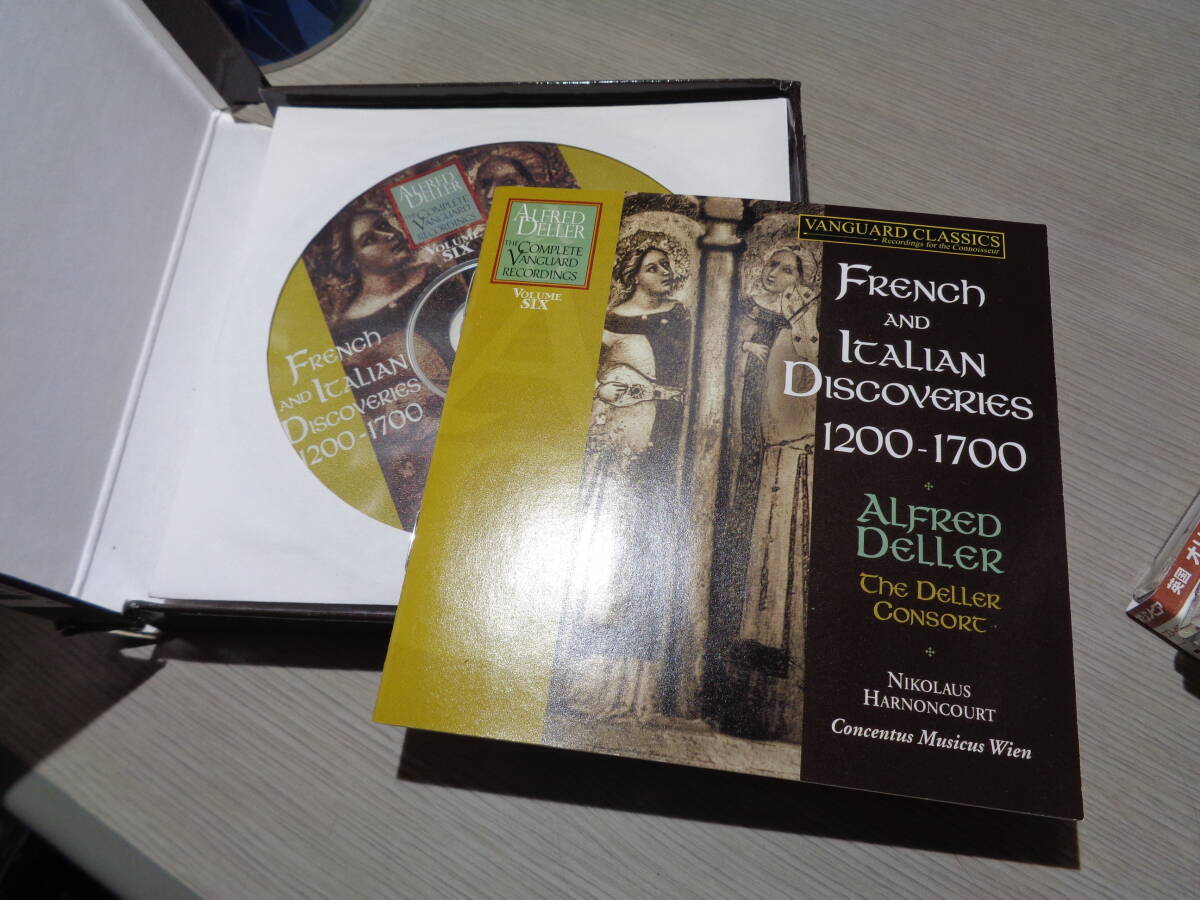 ALFRED
DELLER
THE COMPLETE
VANGUARD
RECORDINGS
VOLUME
SIX
FRENCH
AND ITALIAN
DISCOVERIES
1200-1700
ALFRED
DELLER
THE COMPLETE
VANGUARD
RECORDINGS
VOLUME
SIX
VANGUARD CLASSICS
Recordings for the Connoisseur
FRENCH
AND
ITALIAN
DISCOVERIES
1200-1700
ALFRED
DELLER
THE DELLER
CONSORT
NIKOLAUS
HARNONCOURT
Concentus Musicus Wien
英国